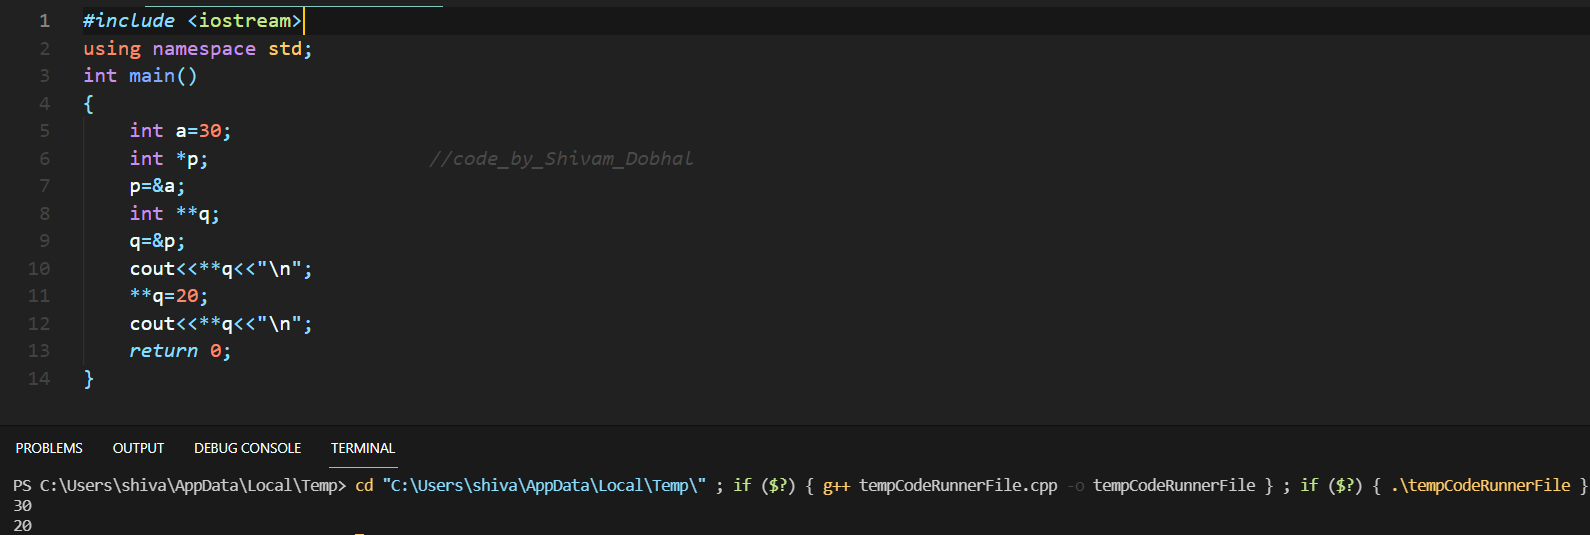 1 #include <iostream>
2 using namespace std;
3 int main()
4 {
5 int a=30;
6 int *p; //code_by_Shivam_Dobhal
7 p=&a;
8 int **q;
9 q=&p;
10 cout<<**q<<"\n";
11 **q=20;
12 cout<<**q<<"\n";
13 return 0;
14 }
PROBLEMS OUTPUT DEBUG CONSOLE TERMINAL
PS C:\Users\shiva\AppData\Local\Temp> cd "C:\Users\shiva\AppData\Local\Temp\" ; if ($?) { g++ tempCodeRunnerFile.cpp -o tempCodeRunnerFile } ; if ($?) { .\tempCodeRunnerFile }
30
20